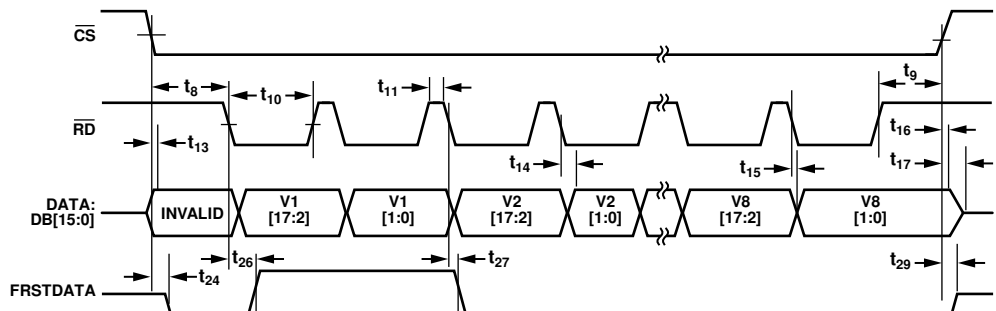 CS
t8
t10
t11
t9
RD
t13
t14
t15
t16
t17
DATA:
DB[15:0]
INVALID
V1
[17:2]
V1
[1:0]
V2
[17:2]
V2
[1:0]
V8
[17:2]
V8
[1:0]
t24
t26
t27
t29
FRSTDATA